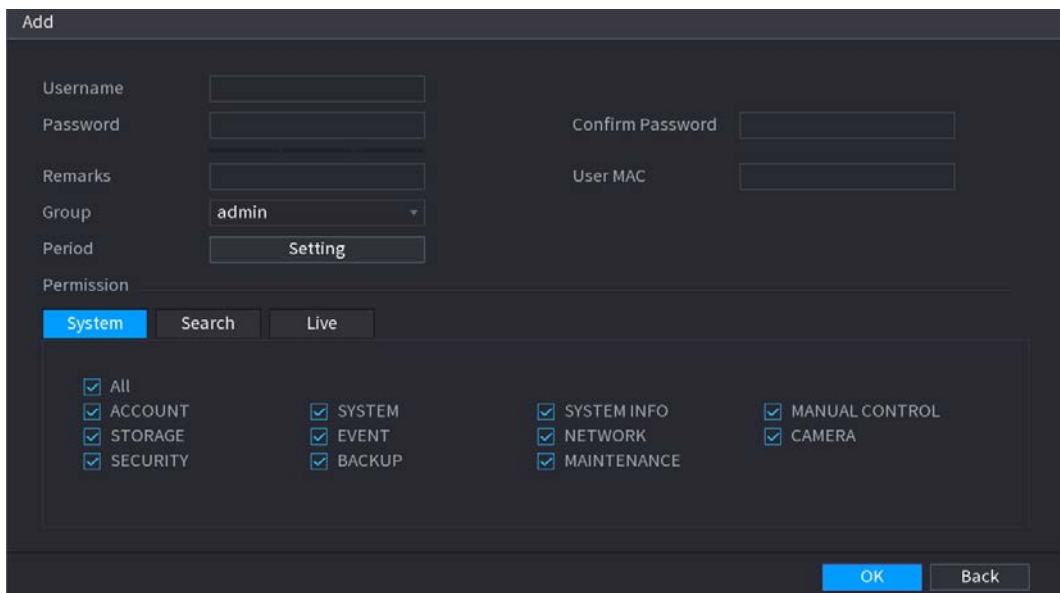 Add
Username
Password Confirm Password
Remarks User MAC
Group admin
Period Setting
Permission
System Search Live
All
ACCOUNT SYSTEM SYSTEM INFO MANUAL CONTROL
STORAGE EVENT NETWORK CAMERA
SECURITY BACKUP MAINTENANCE
OK Back